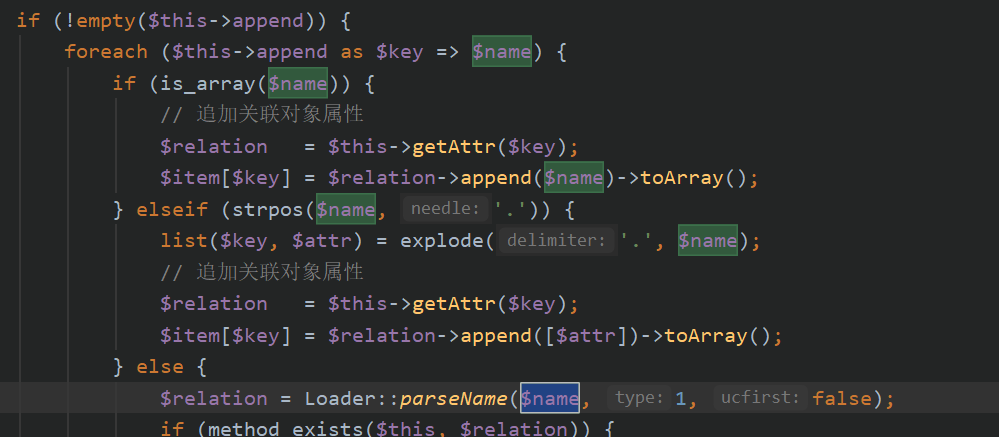 if (!empty($this->append)) {
foreach ($this->append as $key => $name) {
if (is_array($name)) {
// 追加关联对象属性
$relation   = $this->getAttr($key);
$item[$key] = $relation->append($name)->toArray();
} elseif (strpos($name, needle: '.')) {
list($key, $attr) = explode( delimiter: '.', $name);
// 追加关联对象属性
$relation   = $this->getAttr($key);
$item[$key] = $relation->append([$attr])->toArray();
} else {
$relation = Loader::parseName($name, type: 1, ucfirst: false);
if (method_exists($this, $relation)) {